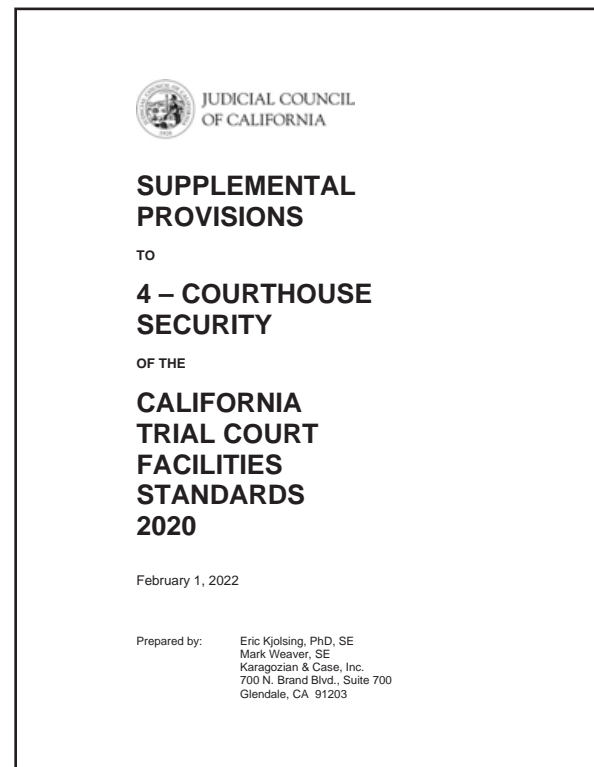 JUDICIAL COUNCIL
OF CALIFORNIA
SUPPLEMENTAL
PROVISIONS
TO
4 – COURTHOUSE
SECURITY
OF THE
CALIFORNIA
TRIAL COURT
FACILITIES
STANDARDS
2020
February 1, 2022
Prepared by: Eric Kjolsing, PhD, SE
Mark Weaver, SE
Karagozian & Case, Inc.
700 N. Brand Blvd., Suite 700
Glendale, CA 91203